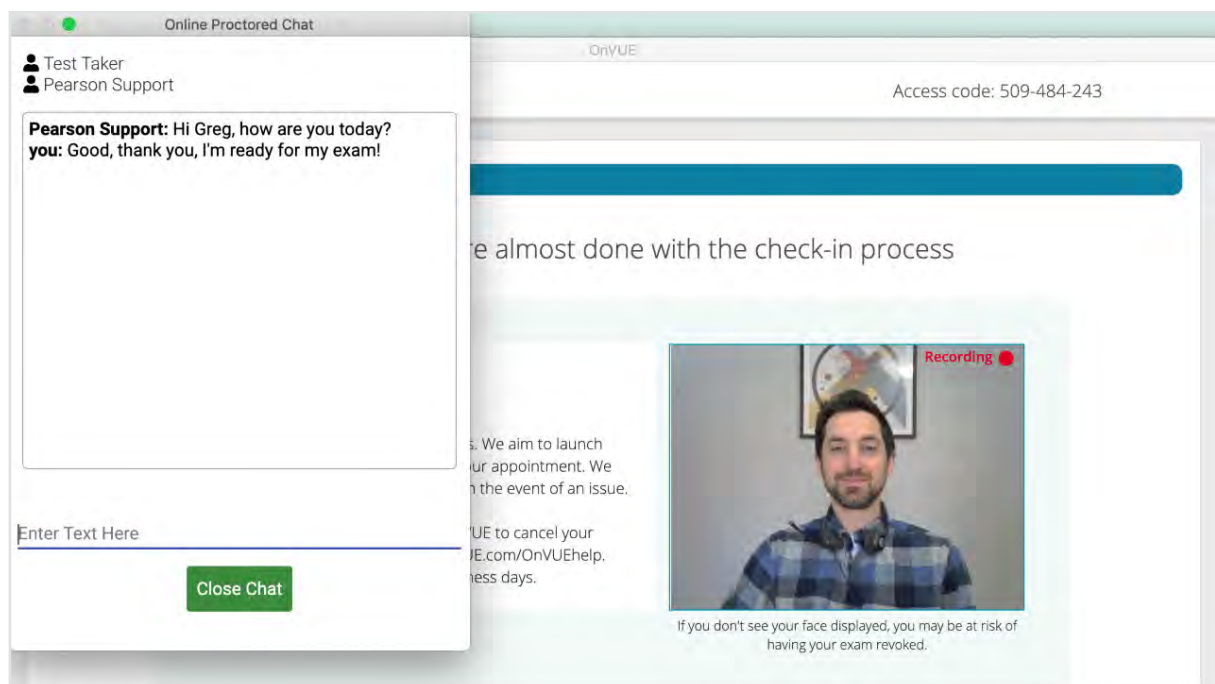 Online Proctored Chat
Test Taker
Pearson Support
Pearson Support: Hi Greg, how are you today?
you: Good, thank you, I'm ready for my exam!
Enter Text Here
Close Chat
OnVUE
Access code: 509-484-243
re almost done with the check-in process
Recording
s. We aim to launch
ur appointment. We
n the event of an issue.
UE to cancel your
E.com/OnVUEhelp.
ness days.
If you don't see your face displayed, you may be at risk of
having your exam revoked.